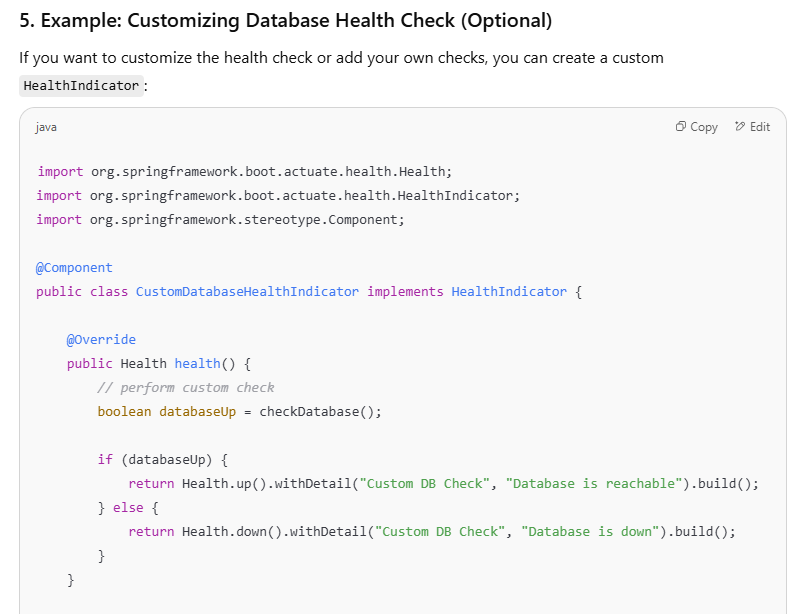 5. Example: Customizing Database Health Check (Optional)
If you want to customize the health check or add your own checks, you can create a custom
HealthIndicator:
java
Copy
Edit
import org.springframework.boot.actuate.health.Health;
import org.springframework.boot.actuate.health.HealthIndicator;
import org.springframework.stereotype.Component;
@Component
public class CustomDatabaseHealthIndicator implements HealthIndicator {
@Override
public Health health() {
// perform custom check
boolean databaseUp = checkDatabase();
if (databaseUp) {
return Health.up().withDetail("Custom DB Check", "Database is reachable").build();
} else {
return Health.down().withDetail("Custom DB Check", "Database is down").build();
}
}